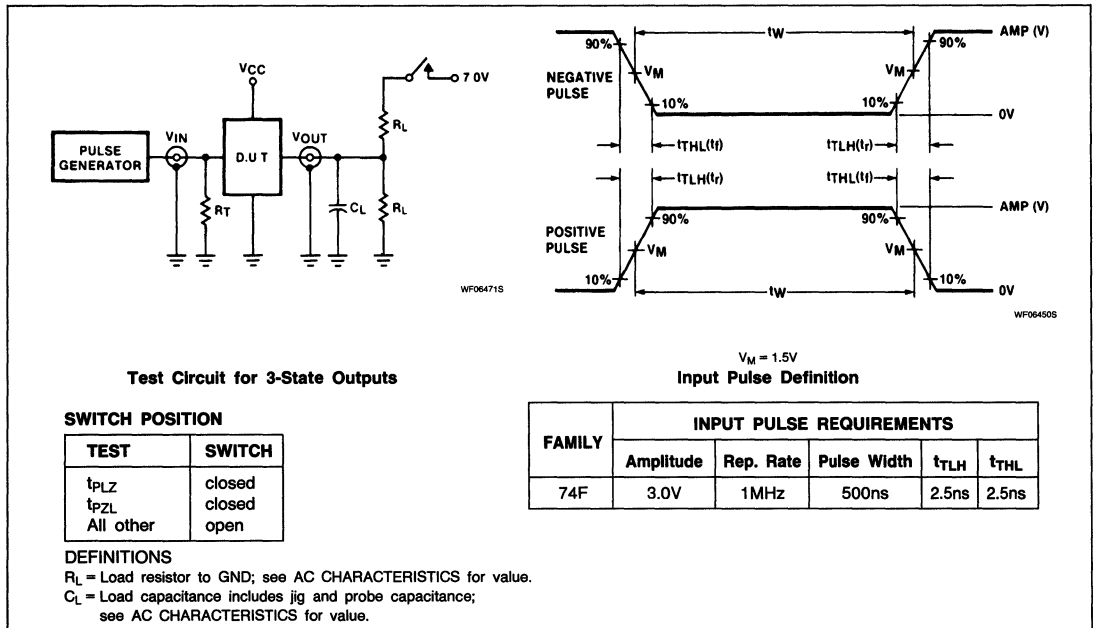 PULSE
GENERATOR
VIN
RT
VCC
D.U T
VOUT
CL
RL
RL
7 0V
WF06471S
Test Circuit for 3-State Outputs
NEGATIVE
PULSE
90%
VM
10%
tW
10%
VM
90%
AMP (V)
0V
tTHL(tf)
tTLH(tr)
tTLH(tr)
tTHL(tf)
POSITIVE
PULSE
10%
VM
90%
90%
VM
10%
tW
AMP (V)
0V
WF06450S
VM = 1.5V
Input Pulse Definition
SWITCH POSITION
TEST SWITCH
tPLZ closed
tPZL closed
All other open
FAMILY INPUT PULSE REQUIREMENTS
Amplitude Rep. Rate Pulse Width tTLH tTHL
74F 3.0V 1MHz 500ns 2.5ns 2.5ns
DEFINITIONS
RL = Load resistor to GND; see AC CHARACTERISTICS for value.
CL = Load capacitance includes jig and probe capacitance;
see AC CHARACTERISTICS for value.